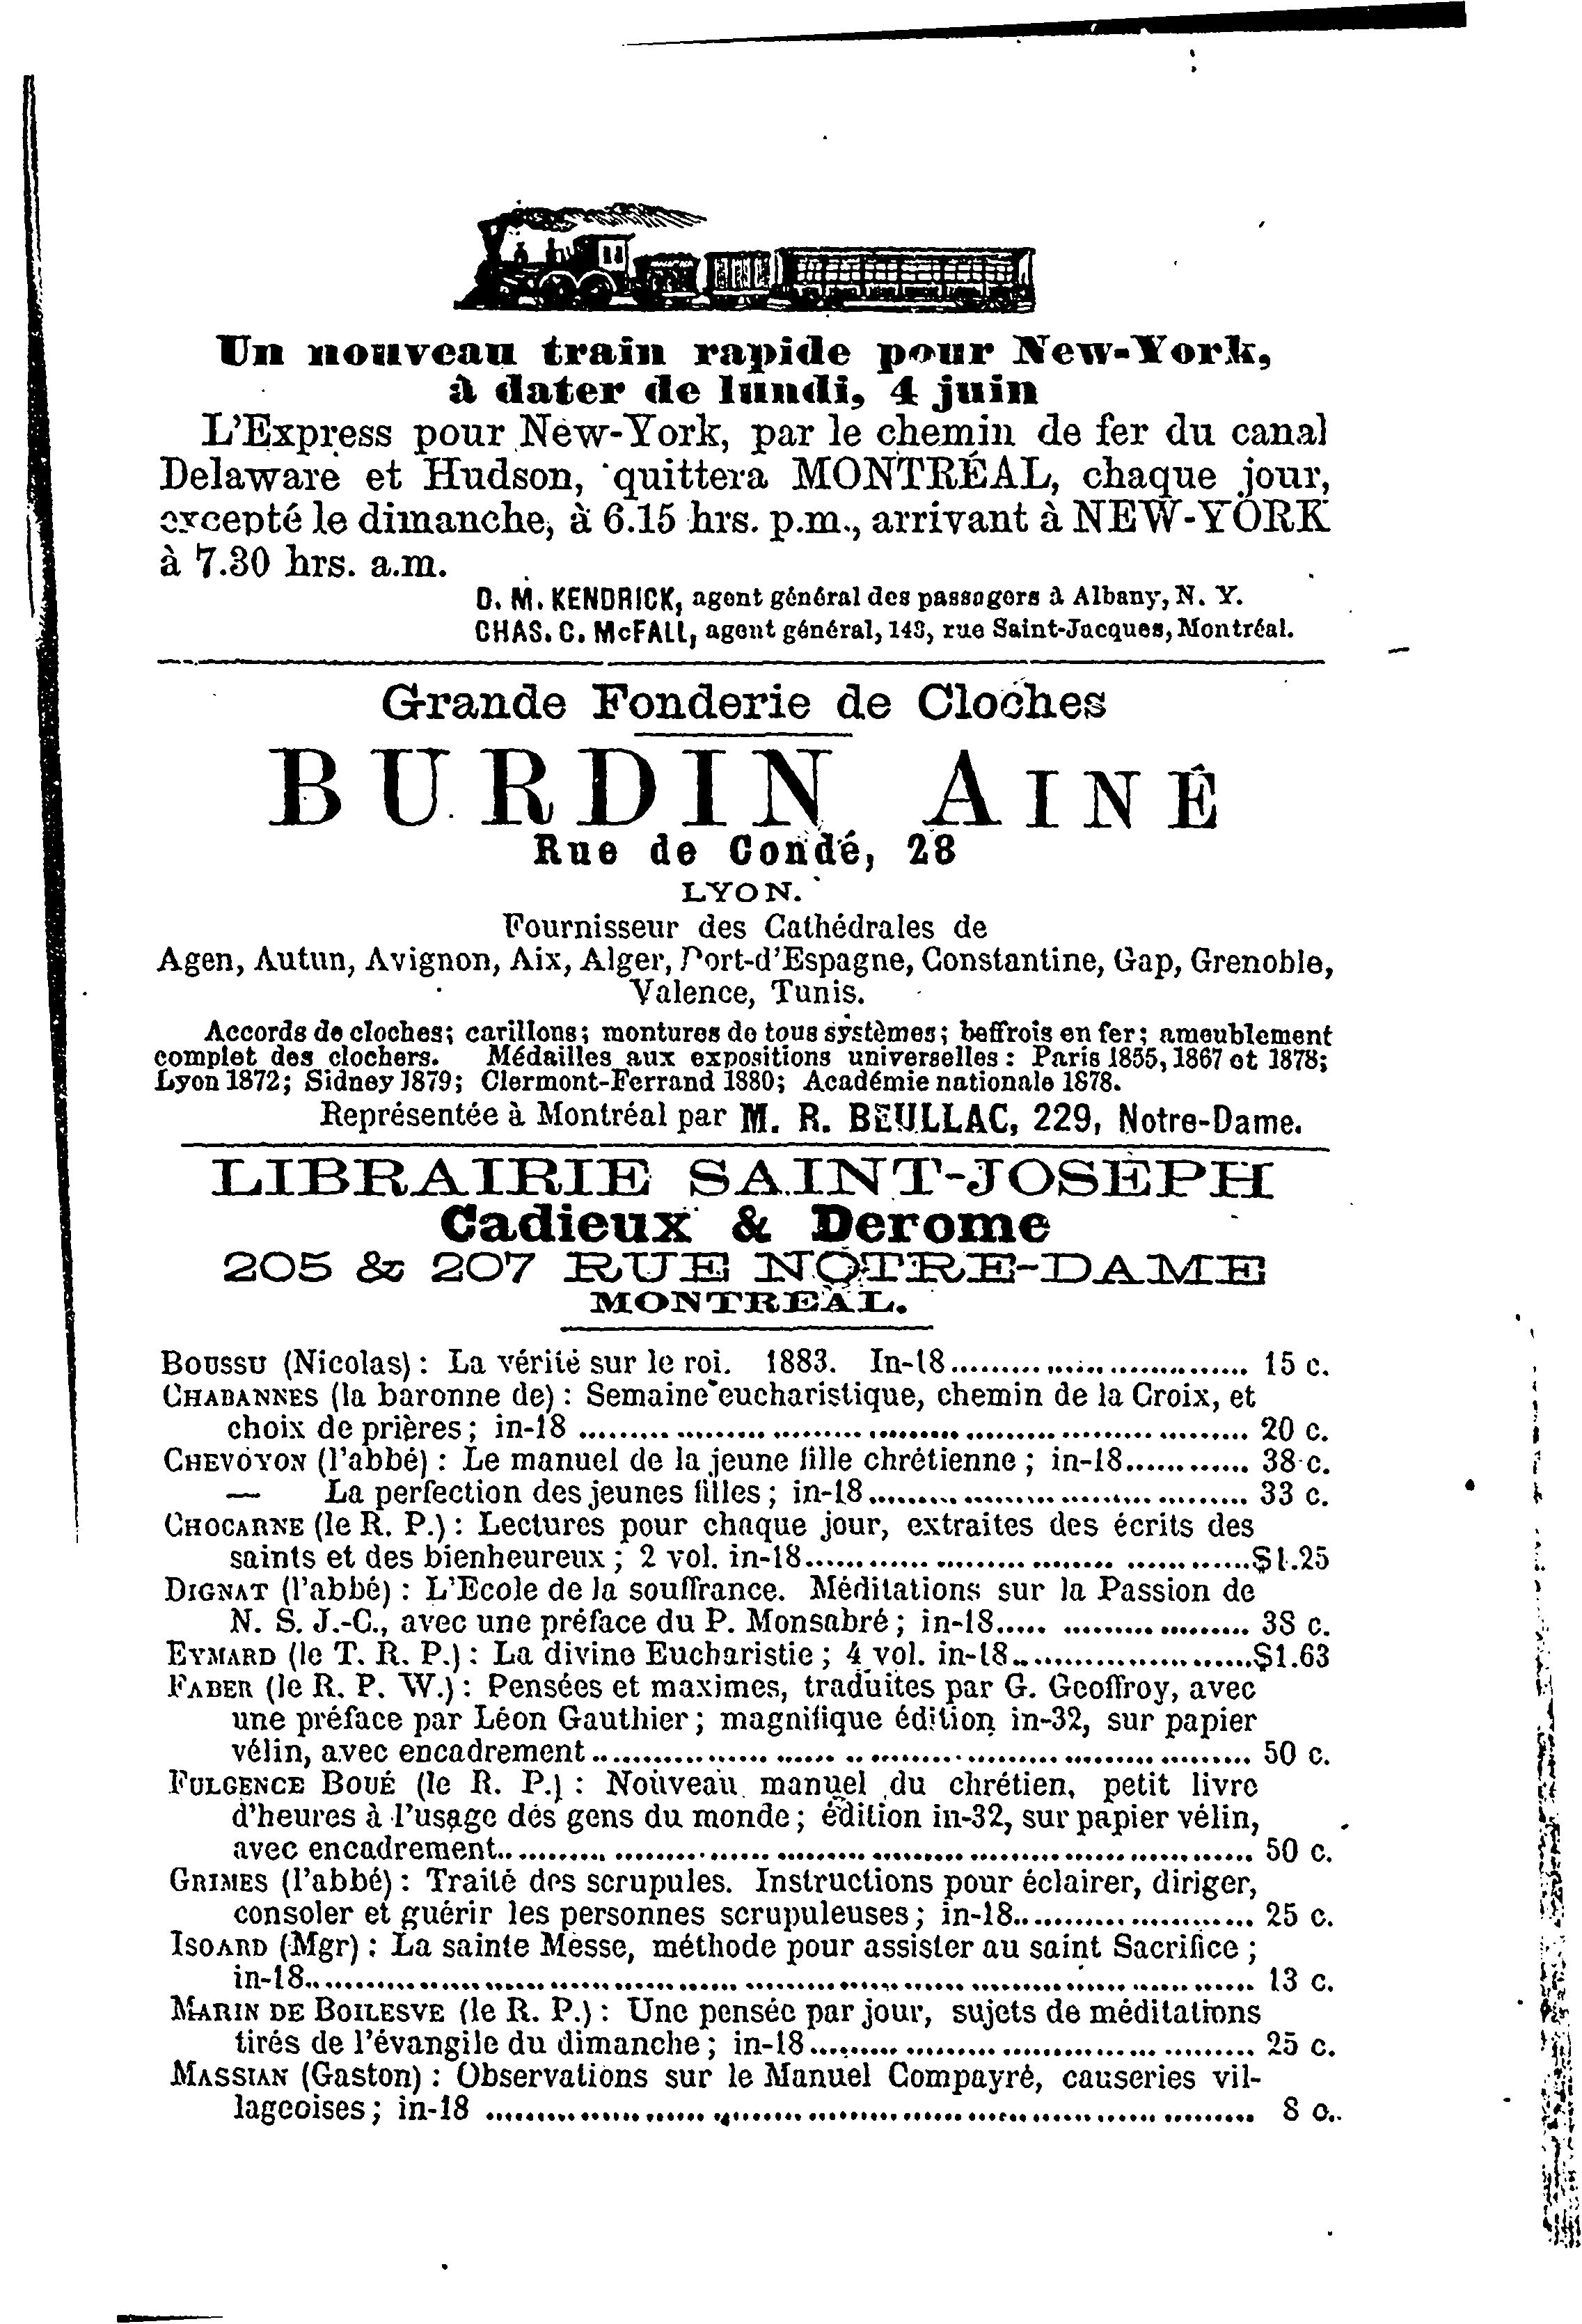 Un nouveau train rapide pour New-York,
à dater de lundi, 4 juin
L'Express pour New-York, par le chemin de fer du canal
Delaware et Hudson, quittera MONTRÉAL, chaque jour,
excepté le dimanche, à 6.15 hrs. p.m., arrivant à NEW-YORK
à 7.30 hrs. a.m.
D. M. KENDRICK, agent général des passagers à Albany, N. Y.
CHAS. C. McFALL, agent général, 143, rue Saint-Jacques, Montréal.
Grande Fonderie de Cloches
BURDIN AINÉ
Rue de Condé, 28
LYON.
Fournisseur des Cathédrales de
Agen, Autun, Avignon, Aix, Alger, Port-d'Espagne, Constantine, Gap, Grenoble,
Valence, Tunis.
Accords de cloches; carillons; montures de tous systèmes; beffrois en fer; ameublement
complet des clochers. Médailles aux expositions universelles : Paris 1855, 1867 et 1878;
Lyon 1872; Sidney 1879; Clermont-Ferrand 1880; Académie nationale 1878.
Représentée à Montréal par M. R. BEULLAC, 229, Notre-Dame.
LIBRAIRIE SAINT-JOSEPH
Cadieux & Derome
205 & 207 RUE NOTRE-DAME
MONTREAL.
BOUSSU (Nicolas) : La vérité sur le roi. 1883. In-18.............................. 15 c.
CHABANNES (la baronne de) : Semaine eucharistique, chemin de la Croix, et
choix de prières ; in-18 .............................. 20 c.
CHEVOYON (l'abbé) : Le manuel de la jeune fille chrétienne ; in-18............ 38 c.
— La perfection des jeunes filles ; in-18.............................. 33 c.
CHOCARNE (le R. P.) : Lectures pour chaque jour, extraites des écrits des
saints et des bienheureux ; 2 vol. in-18..............................$1.25
DIGNAT (l'abbé) : L'Ecole de la souffrance. Méditations sur la Passion de
N. S. J.-C., avec une préface du P. Monsabré ; in-18..... .................. 38 c.
EYMARD (le T. R. P.) : La divine Eucharistie ; 4 vol. in-18........................$1.63
FABER (le R. P. W.) : Pensées et maximes, traduites par G. Geoffroy, avec
une préface par Léon Gauthier ; magnifique édition in-32, sur papier
vélin, avec encadrement .............................. 50 c.
FULGENCE BOUÉ (le R. P.) : Nouveau manuel du chrétien, petit livre
d'heures à l'usage des gens du monde ; édition in-32, sur papier vélin,
avec encadrement.............................. 50 c.
GRIMES (l'abbé) : Traité des scrupules. Instructions pour éclairer, diriger,
consoler et guérir les personnes scrupuleuses ; in-18........................ 25 c.
ISOARD (Mgr) : La sainte Messe, méthode pour assister au saint Sacrifice ;
in-18.............................. 13 c.
MARIN DE BOILESVE (le R. P.) : Une pensée par jour, sujets de méditations
tirés de l'évangile du dimanche ; in-18.............................. 25 c.
MASSIAN (Gaston) : Observations sur le Manuel Compayré, causeries vil-
lageoises ; in-18 .............................. 8 c.